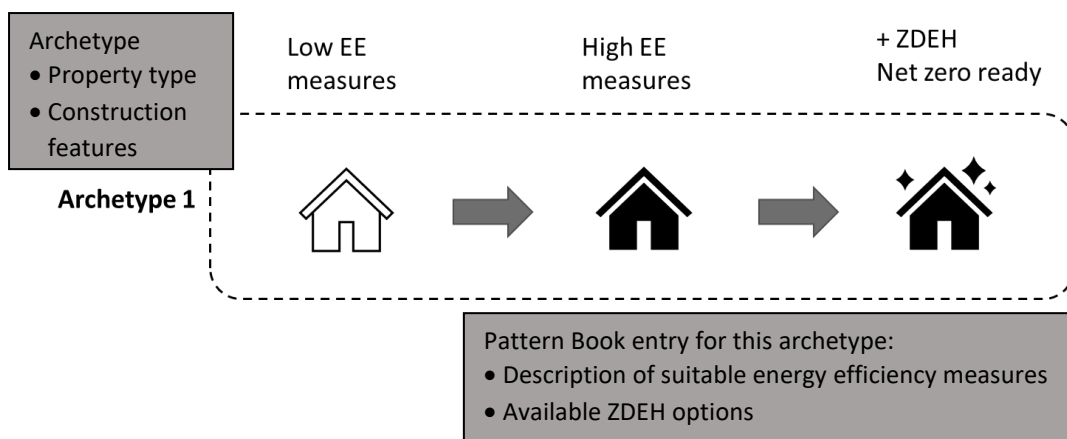 Archetype
• Property type
• Construction
features
Low EE
measures
High EE
measures
+ ZDEH
Net zero ready
Archetype 1
Pattern Book entry for this archetype:
• Description of suitable energy efficiency measures
• Available ZDEH options